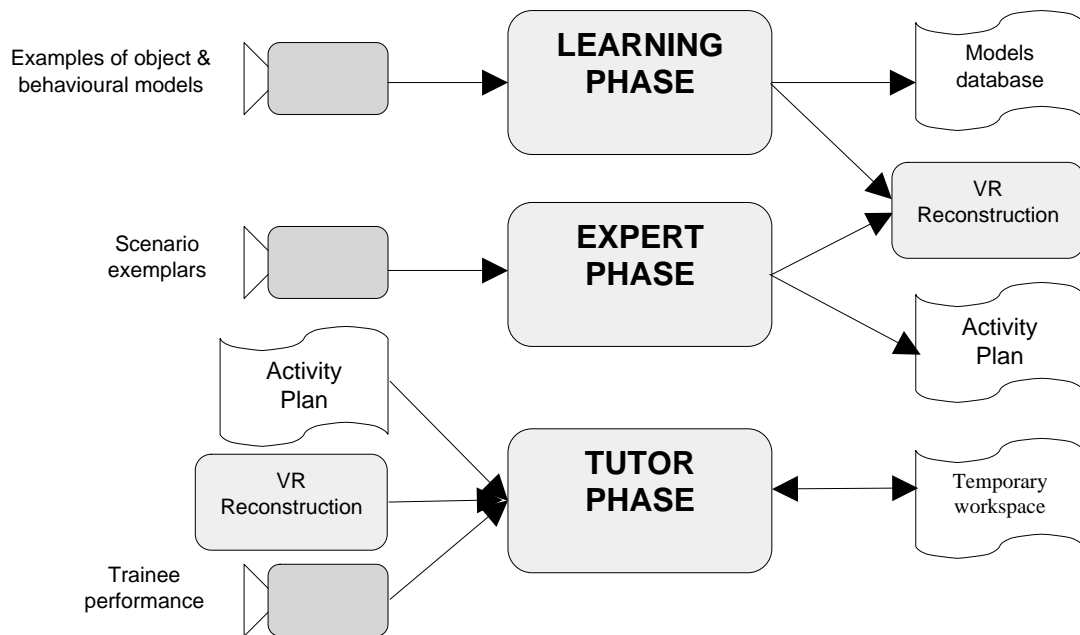 Examples of object &
behavioural models
LEARNING
PHASE
Models
database
VR
Reconstruction
Scenario
exemplars
EXPERT
PHASE
Activity
Plan
Activity
Plan
VR
Reconstruction
Trainee
performance
TUTOR
PHASE
Temporary
workspace